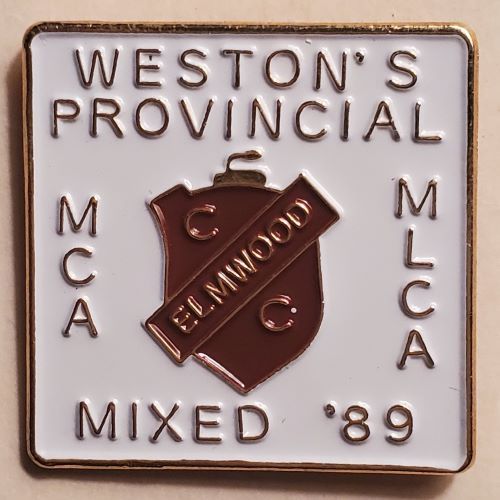 WESTON'S
PROVINCIAL
MCA
MLCA
C
ELMWOOD
C
MIXED '89